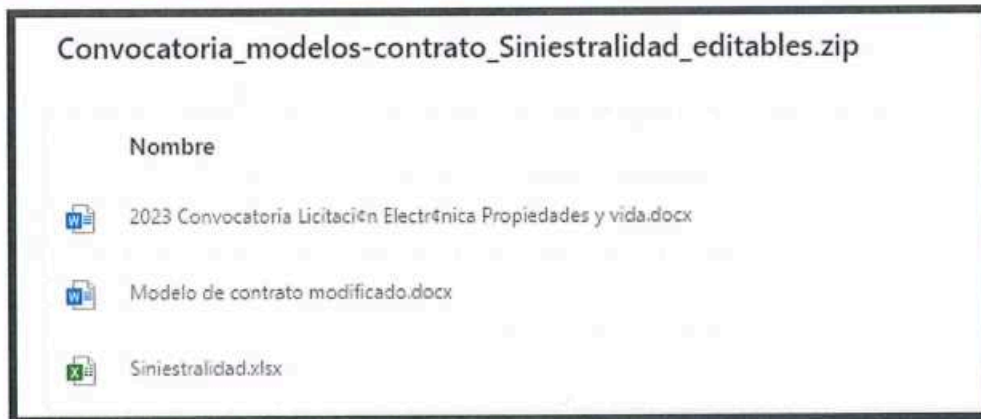 Convocatoria_modelos-contrato_Siniestralidad_editables.zip
Nombre
2023 Convocatoria Licitaci¢n Electr¢nica Propiedades y vida.docx
Modelo de contrato modificado.docx
Siniestralidad.xlsx